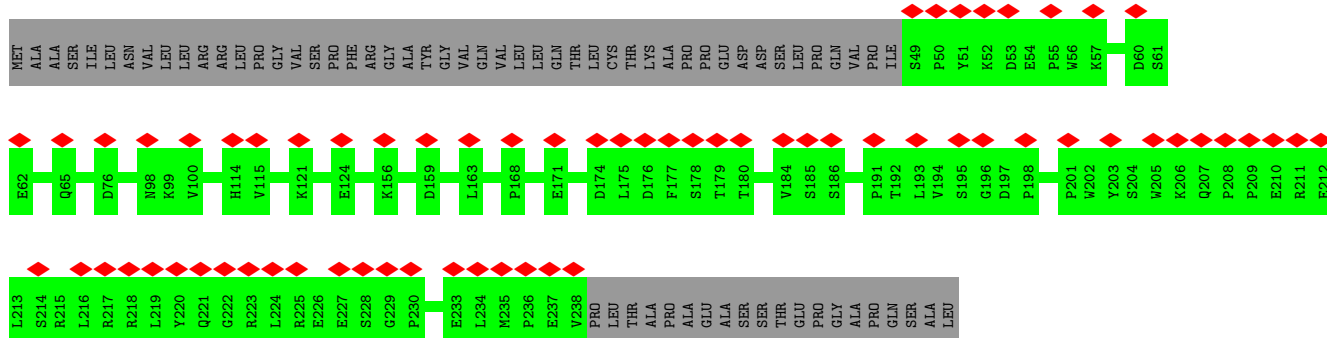 MET ALA ALA SER ILE LEU ASN VAL LEU LEU ARG ARG LEU PRO GLY VAL SER PRO PHE ARG GLY ALA TYR GLY VAL GLN VAL LEU LEU GLN THR LEU CYS THR LYS ALA PRO PRO GLU ASP ASP SER LEU PRO GLN VAL PRO ILE S49 P50 Y51 K52 D53 E54 P55 W56 K57 D60 S61
E62 Q65 D76 N98 K99 V100 H114 V115 K121 E124 K156 D159 L163 P168 E171 D174 L175 D176 F177 S178 T179 T180 V184 S185 S186 P191 T192 L193 V194 S195 G196 D197 P198 P201 W202 Y203 S204 W205 K206 Q207 P208 P209 E210 R211 F212
L213 S214 R215 L216 R217 R218 L219 Y220 Q221 G222 R223 L224 R225 E226 E227 S228 G229 P230 E233 L234 M235 P236 E237 V238 PRO LEU THR ALA PRO ALA GLU ALA SER SER THR GLU PRO GLY ALA PRO GLN SER ALA LEU